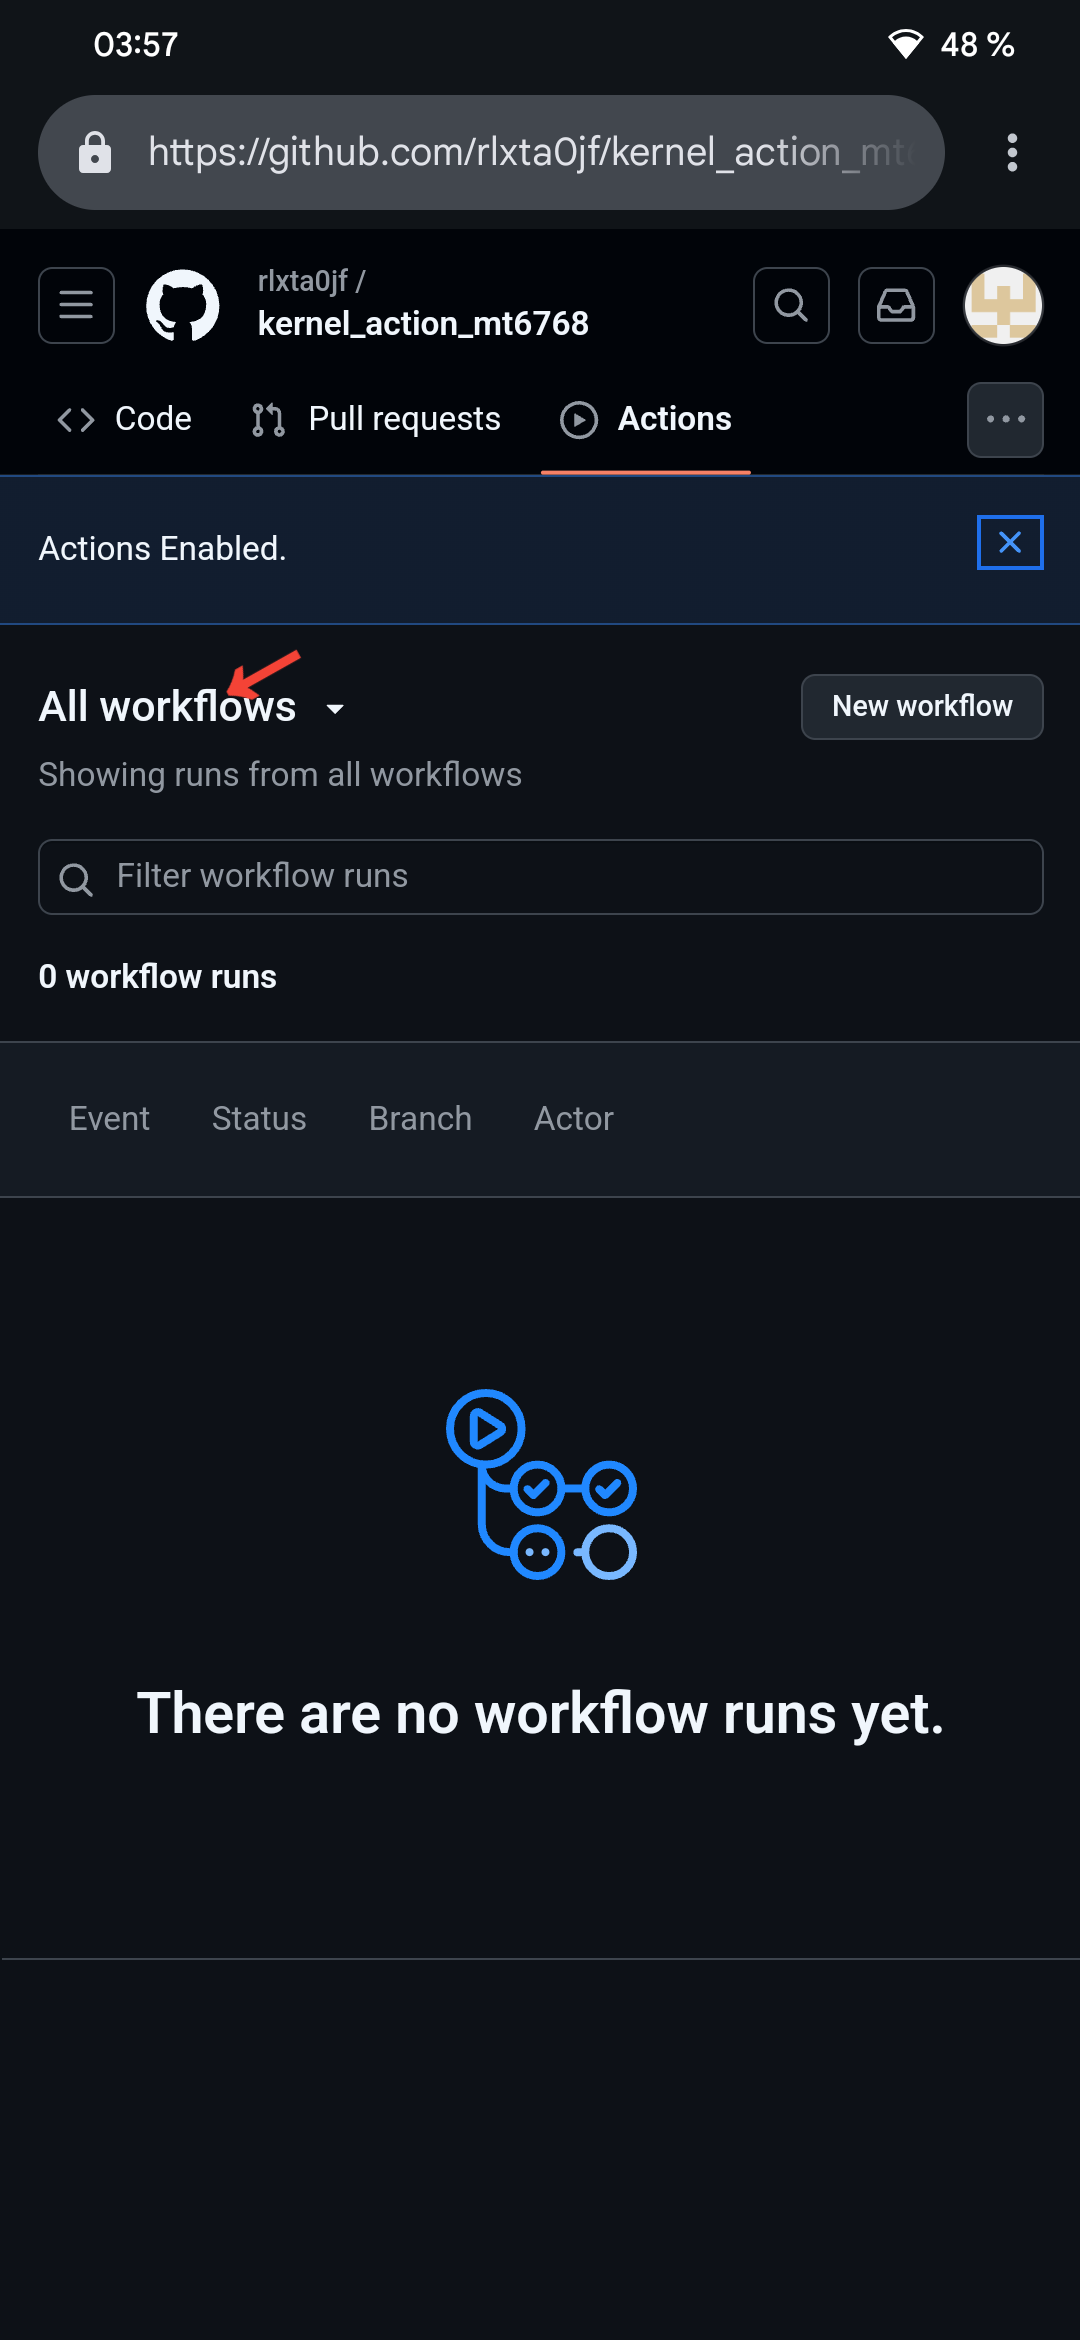 03:57
48 %
https://github.com/rlxta0jf/kernel_action_mt
rlxta0jf /
kernel_action_mt6768
Code
Pull requests
Actions
Actions Enabled.
All workflows
New workflow
Showing runs from all workflows
Filter workflow runs
0 workflow runs
Event
Status
Branch
Actor
There are no workflow runs yet.